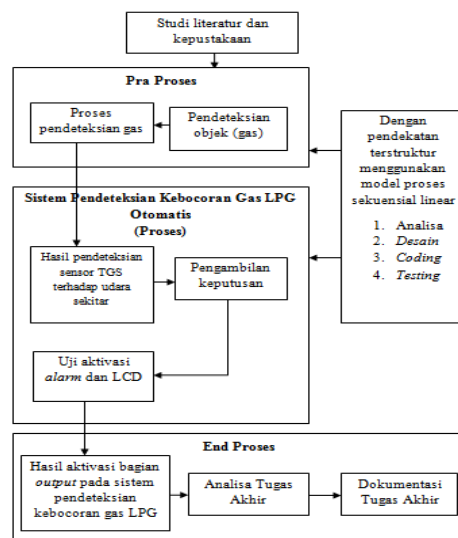 Studi literatur dan
kepustakaan
Pra Proses
Proses
pendeteksian gas
Pendeteksian
objek (gas)
Dengan
pendekatan
terstruktur
menggunakan
model proses
sekuensial linear
1. Analisa
2. Desain
3. Coding
4. Testing
Sistem Pendeteksian Kebocoran Gas LPG
Otomatis
(Proses)
Hasil pendeteksian
sensor TGS
terhadap udara
sekitar
Pengambilan
keputusan
Uji aktivasi
alarm dan LCD
End Proses
Hasil aktivasi bagian
output pada sistem
pendeteksian
kebocoran gas LPG
Analisa Tugas
Akhir
Dokumentasi
Tugas Akhir